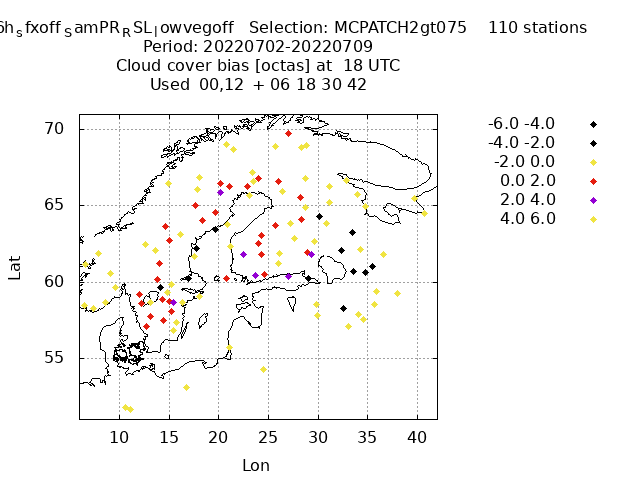 6h_sfxoff_SamPR_RSL_lowvegoff Selection: MCPATCH2gt075 110 stations
Period: 20220702-20220709
Cloud cover bias [octas] at 18 UTC
Used 00,12 + 06 18 30 42
-6.0 -4.0
-4.0 -2.0
-2.0 0.0
0.0 2.0
2.0 4.0
4.0 6.0
70
65
60
55
Lat
10 15 20 25 30 35 40
Lon